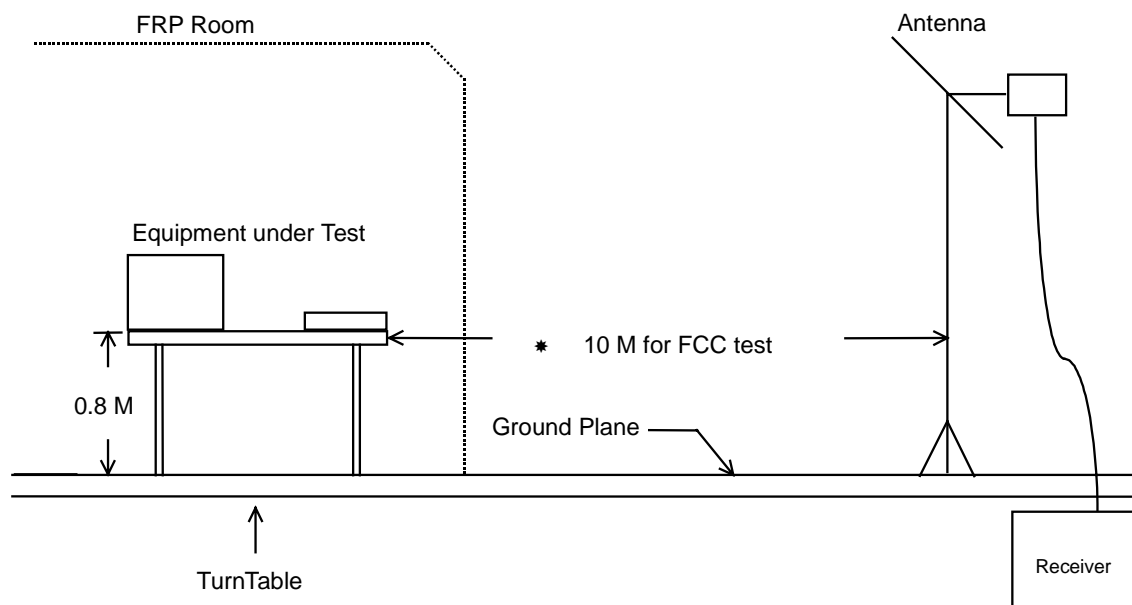 FRP Room
Antenna
Equipment under Test
* 10 M for FCC test
0.8 M
Ground Plane
TurnTable
Receiver